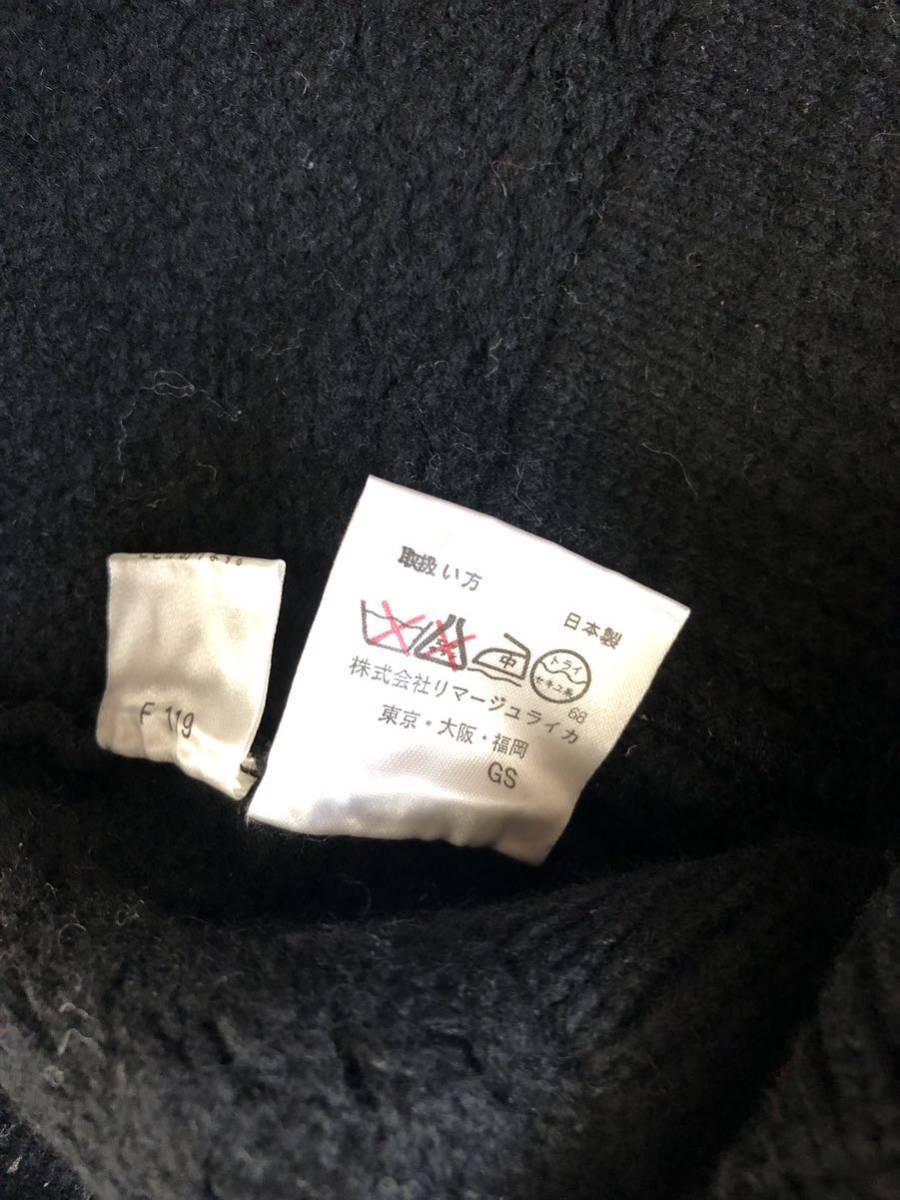 F 119
取扱い方
日本製
中
トライ
セキユ系
68
株式会社リマージュライカ
東京・大阪・福岡
GS